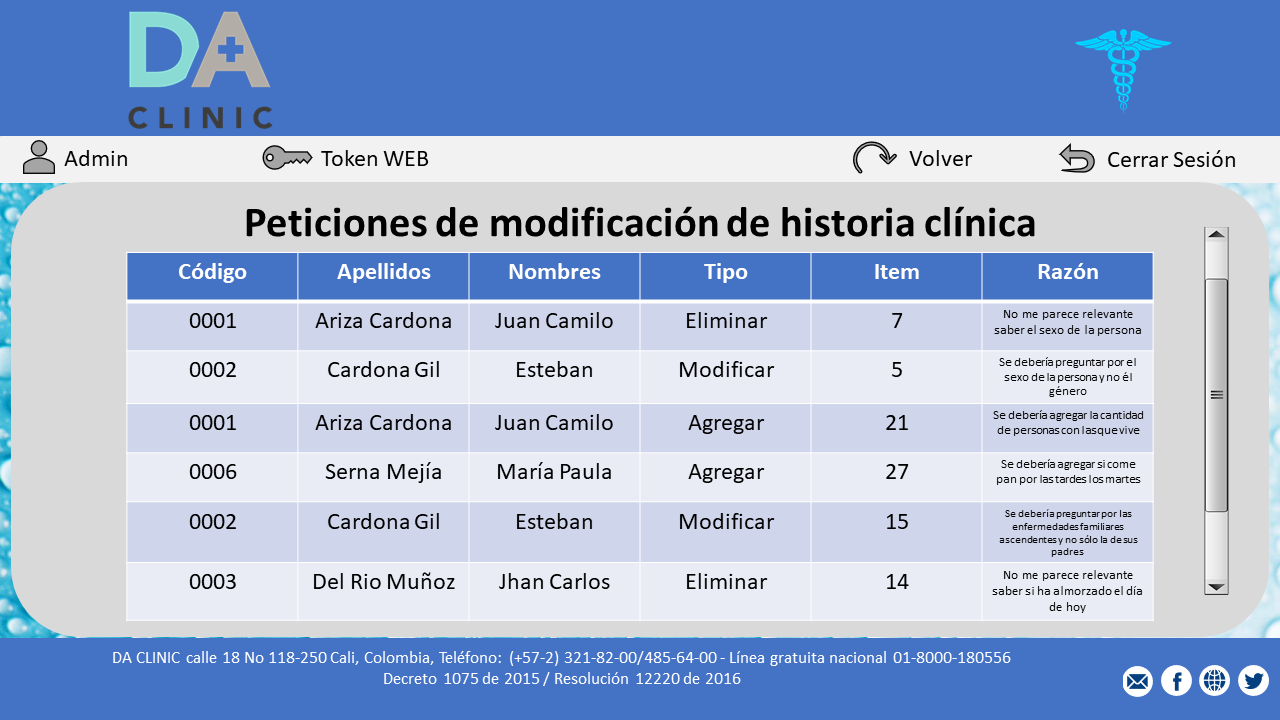 DA
CLINIC
Admin
Token WEB
Volver
Cerrar Sesión
Peticiones de modificación de historia clínica
Código Apellidos Nombres Tipo Item Razón
0001 Ariza Cardona Juan Camilo Eliminar 7 No me parece relevante
saber el sexo de la persona
0002 Cardona Gil Esteban Modificar 5 Se debería preguntar por el
sexo de la persona y no él
género
0001 Ariza Cardona Juan Camilo Agregar 21 Se debería agregar la cantidad
de personas con las que vive
0006 Serna Mejía María Paula Agregar 27 Se debería agregar si come
pan por las tardes los martes
0002 Cardona Gil Esteban Modificar 15 Se debería preguntar por las
enfermedades familiares
ascendentes y no sólo la de sus
padres
0003 Del Rio Muñoz Jhan Carlos Eliminar 14 No me parece relevante
saber si ha almorzado el día
de hoy
DA CLINIC calle 18 No 118-250 Cali, Colombia, Teléfono: (+57-2) 321-82-00/485-64-00 - Línea gratuita nacional 01-8000-180556
Decreto 1075 de 2015 / Resolución 12220 de 2016